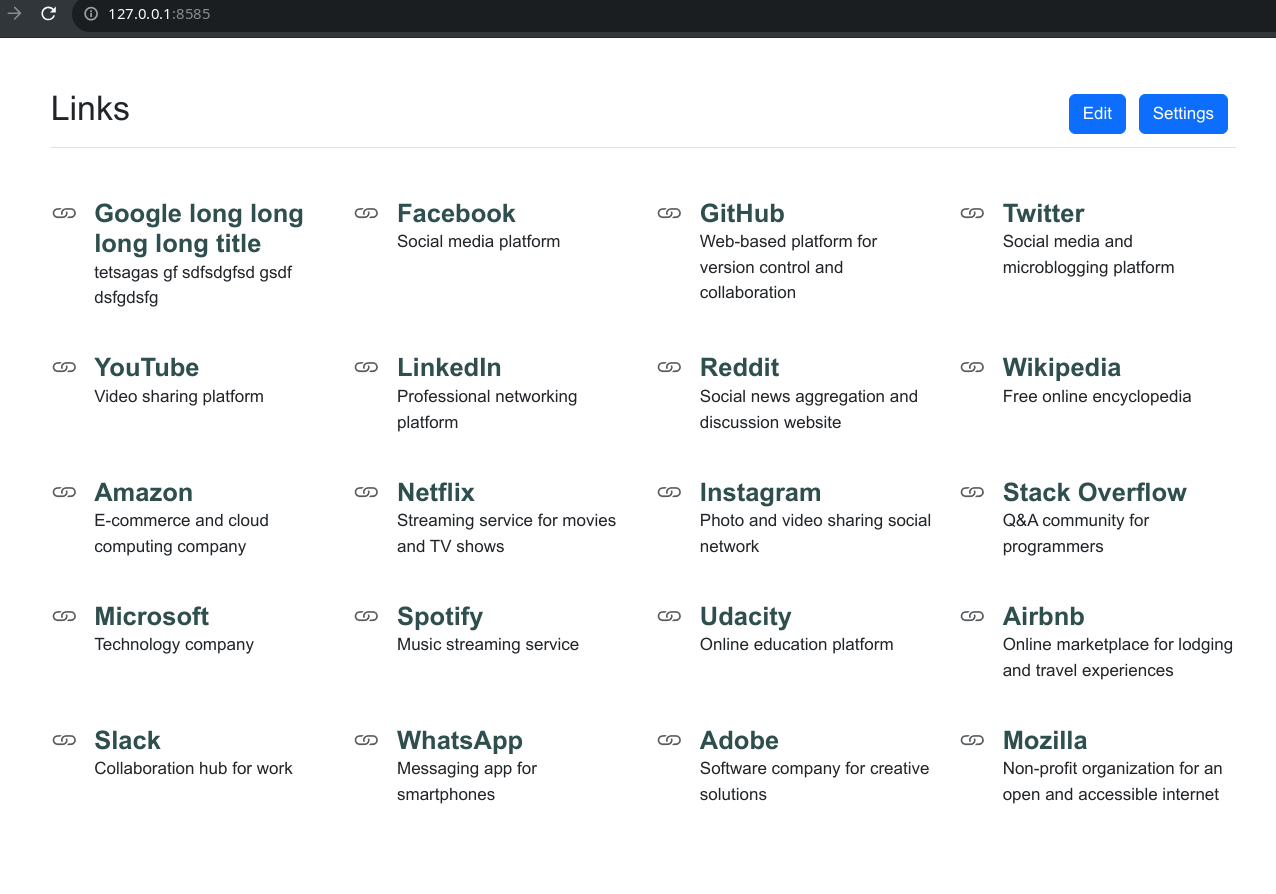 127.0.0.1:8585
Links
Edit
Settings
Google long long
long long title
tetsagas gf sdfsdgfsd gsdf
dsfgdsfg
Facebook
Social media platform
GitHub
Web-based platform for
version control and
collaboration
Twitter
Social media and
microblogging platform
YouTube
Video sharing platform
LinkedIn
Professional networking
platform
Reddit
Social news aggregation and
discussion website
Wikipedia
Free online encyclopedia
Amazon
E-commerce and cloud
computing company
Netflix
Streaming service for movies
and TV shows
Instagram
Photo and video sharing social
network
Stack Overflow
Q&A community for
programmers
Microsoft
Technology company
Spotify
Music streaming service
Udacity
Online education platform
Airbnb
Online marketplace for lodging
and travel experiences
Slack
Collaboration hub for work
WhatsApp
Messaging app for
smartphones
Adobe
Software company for creative
solutions
Mozilla
Non-profit organization for an
open and accessible internet